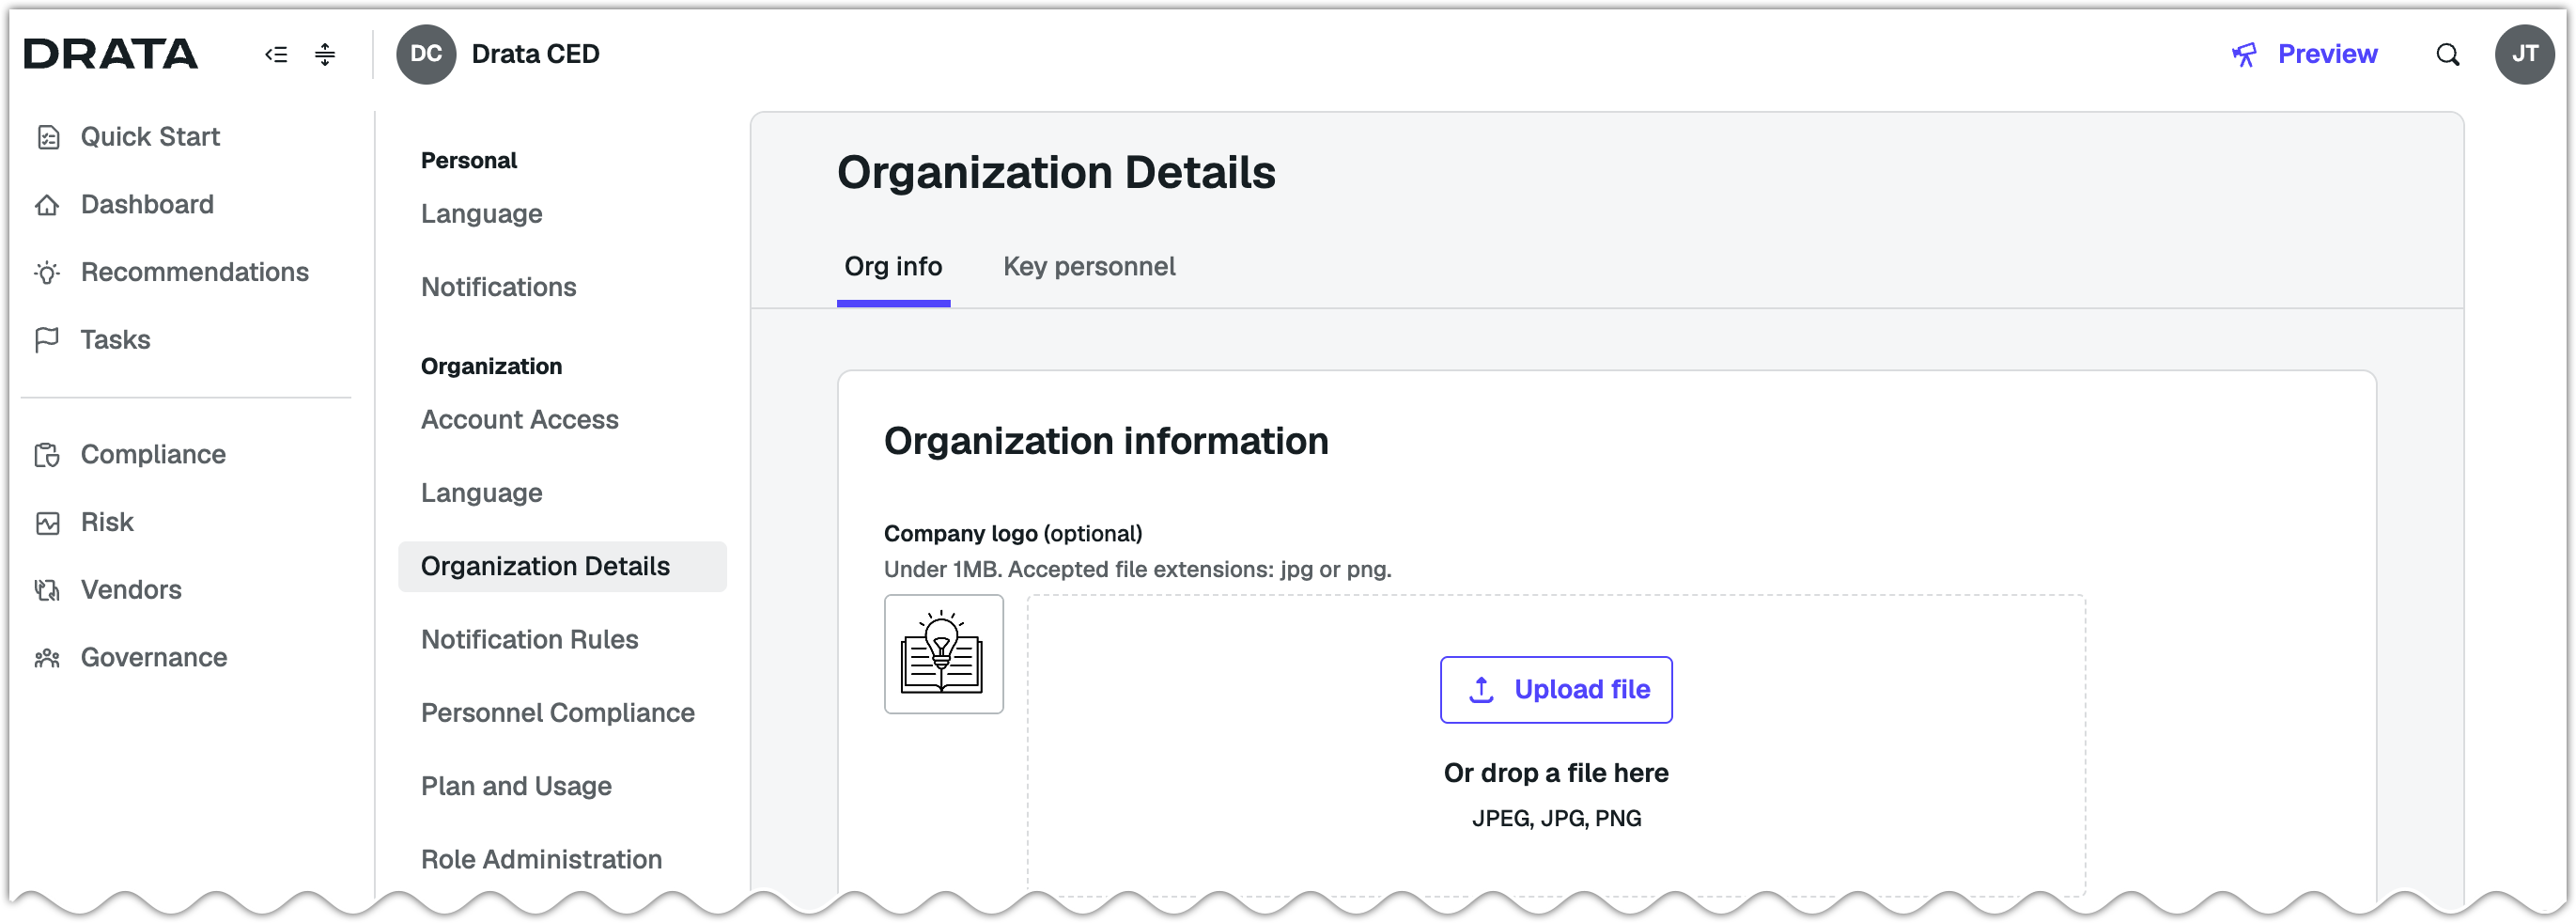 DRATA
DC
Drata CED
Preview
JT
Quick Start
Dashboard
Recommendations
Tasks
Compliance
Risk
Vendors
Governance
Personal
Language
Notifications
Organization
Account Access
Language
Organization Details
Notification Rules
Personnel Compliance
Plan and Usage
Role Administration
Organization Details
Org info
Key personnel
Organization information
Company logo (optional)
Under 1MB. Accepted file extensions: jpg or png.
Upload file
Or drop a file here
JPEG, JPG, PNG